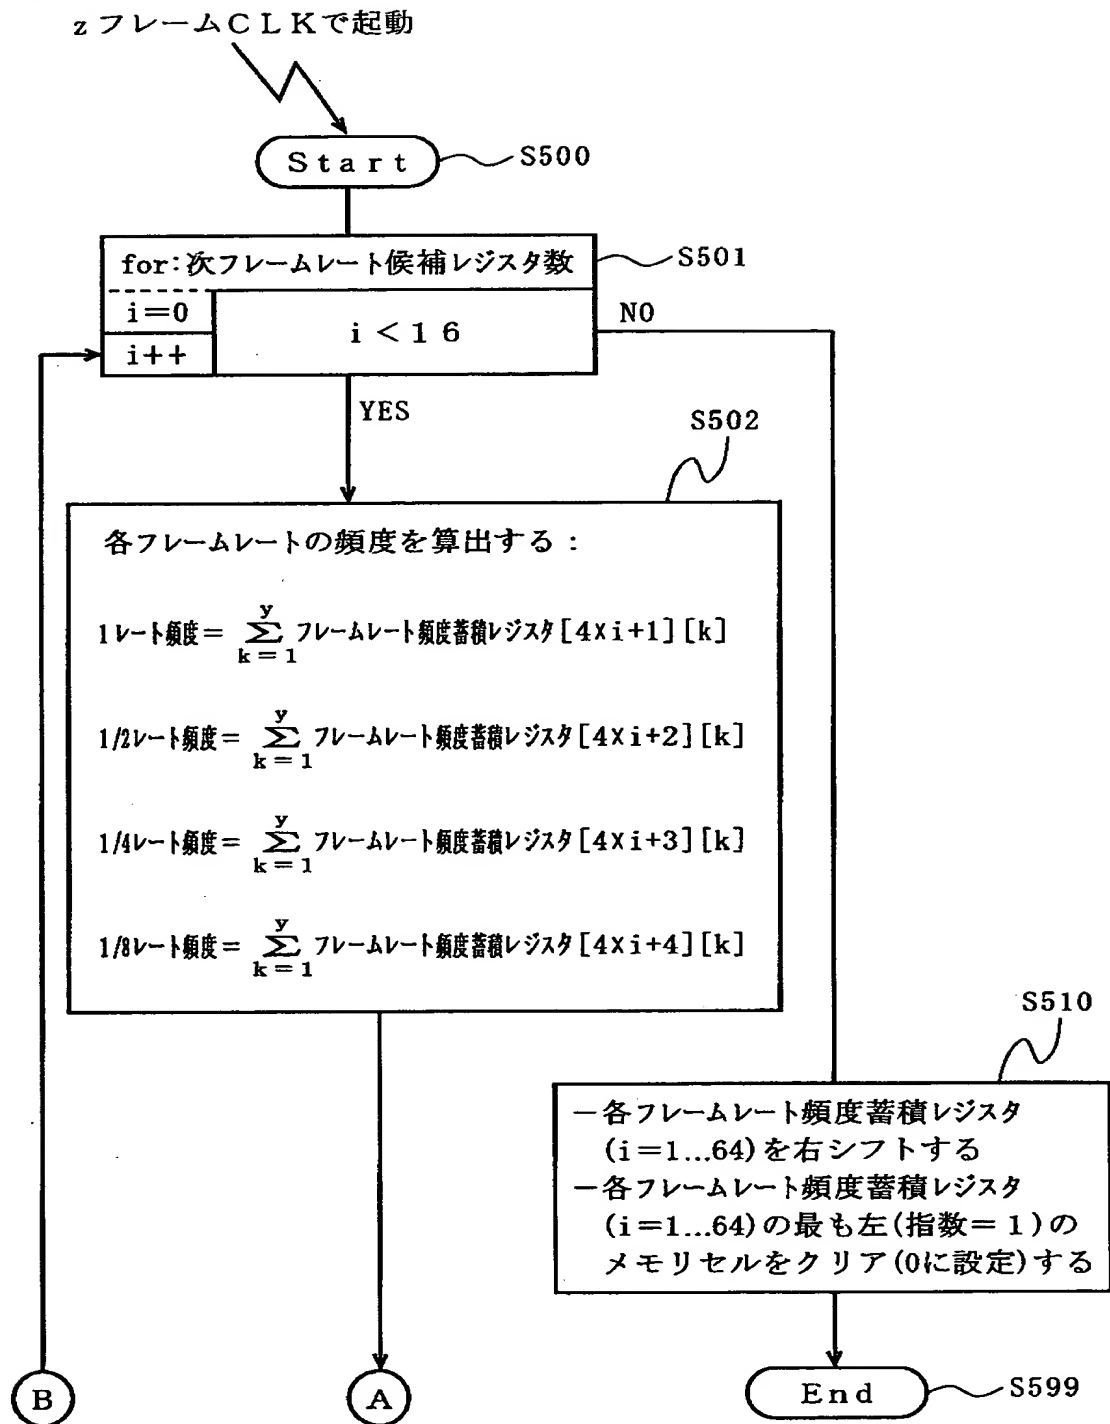 zフレームCLKで起動
Start
S500
for:次フレームレート候補レジスタ数
S501
i=0
i<16
NO
i++
YES
S502
各フレームレートの頻度を算出する:
1レート頻度= y∑k=1 フレームレート頻度蓄積レジスタ[4×i+1][k]
1/2レート頻度= y∑k=1 フレームレート頻度蓄積レジスタ[4×i+2][k]
1/4レート頻度= y∑k=1 フレームレート頻度蓄積レジスタ[4×i+3][k]
1/8レート頻度= y∑k=1 フレームレート頻度蓄積レジスタ[4×i+4][k]
S510
-各フレームレート頻度蓄積レジスタ
(i=1...64)を右シフトする
-各フレームレート頻度蓄積レジスタ
(i=1...64)の最も左(指数=1)の
メモリセルをクリア(0に設定)する
B
A
End
S599